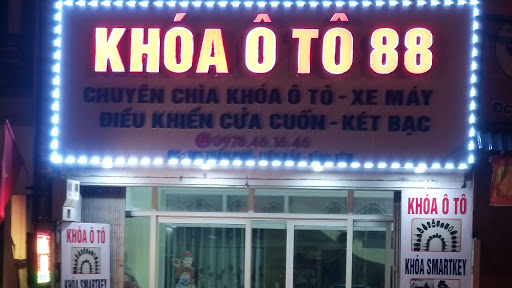 KHÓA Ô TÔ 88
CHUYÊN CHÌA KHÓA Ô TÔ - XE MÁY
ĐIỀU KHIỂN CỬA CUỐN - KÉT BẠC
0978.46.16.46
KHÓA Ô TÔ
KHÓA SMARTKEY
KHÓA Ô TÔ
KHÓA SMARTKEY